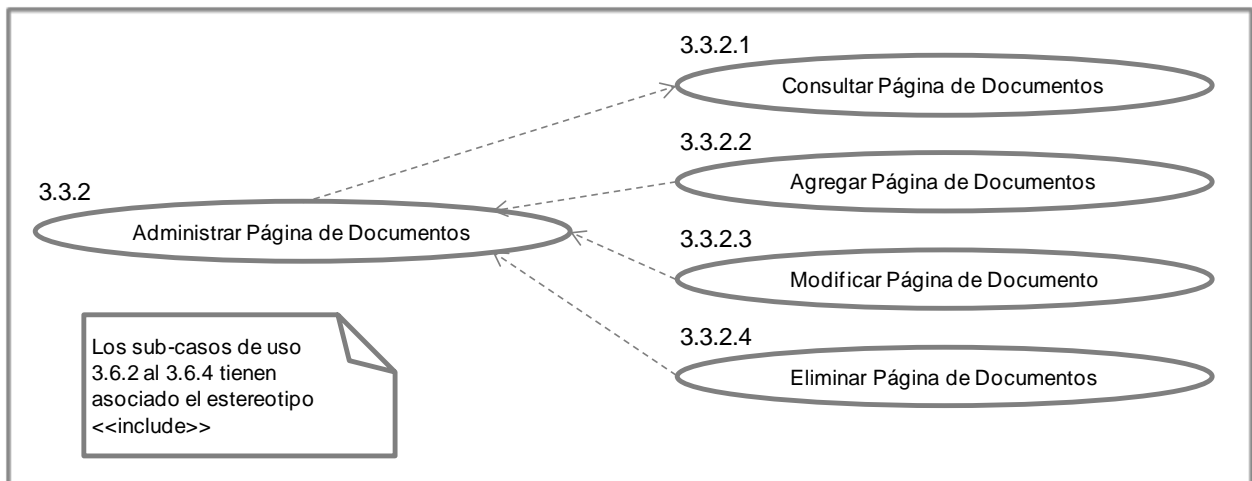 3.3.2.1
Consultar Página de Documentos
3.3.2.2
Agregar Página de Documentos
3.3.2
Administrar Página de Documentos
3.3.2.3
Modificar Página de Documento
3.3.2.4
Eliminar Página de Documentos
Los sub-casos de uso
3.6.2 al 3.6.4 tienen
asociado el estereotipo
<<include>>